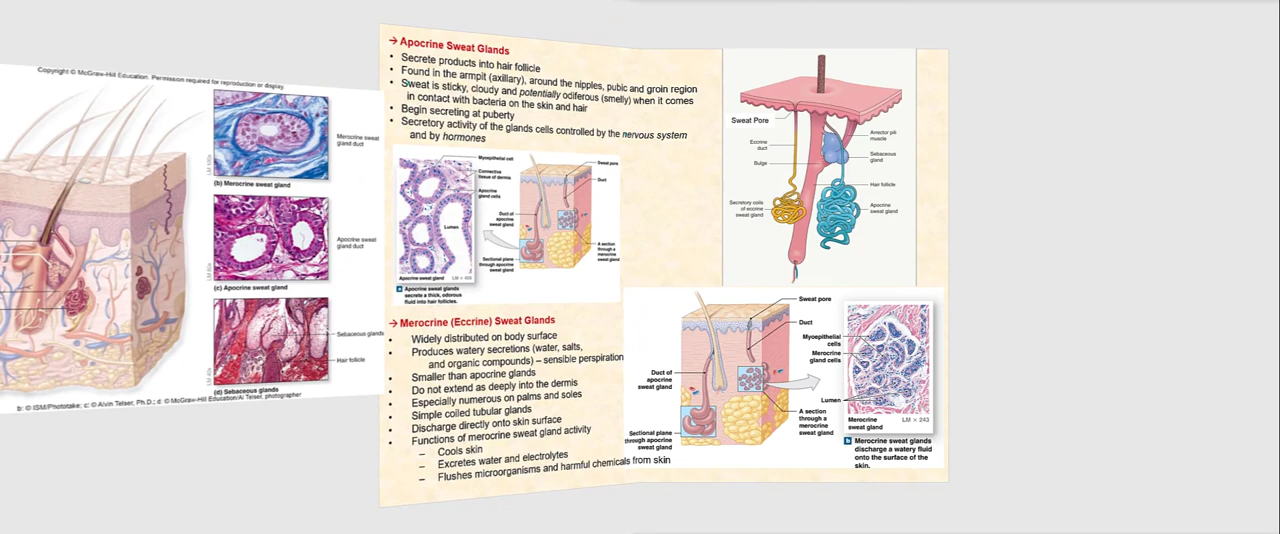 Copyright © McGraw-Hill Education. Permission required for reproduction or display.
Merocrine sweat
gland duct
LM 100x
(b) Merocrine sweat gland
Apocrine sweat
gland duct
(c) Apocrine sweat gland
Sebaceous glands
Hair follicle
(d) Sebaceous glands
b: © ISM/Phototake; c: © Alvin Telser, Ph.D.; d: © McGraw-Hill Education/Al Telser, photographer
→ Apocrine Sweat Glands
• Secrete products into hair follicle
• Found in the armpit (axillary), around the nipples, pubic and groin region
• Sweat is sticky, cloudy and potentially odiferous (smelly) when it comes
in contact with bacteria on the skin and hair
• Begin secreting at puberty
• Secretory activity of the glands cells controlled by the nervous system
and by hormones
Myoepithelial cell
Connective
tissue of dermis
Apocrine
gland cells
Lumen
Duct of
apocrine
sweat gland
Sectional plane
through apocrine
sweat gland
Apocrine sweat gland
Sweat pore
Duct
A section
through a
merocrine
sweat gland
a Apocrine sweat glands
secrete a thick, odorous
fluid into hair follicles.
→ Merocrine (Eccrine) Sweat Glands
• Widely distributed on body surface
• Produces watery secretions (water, salts,
and organic compounds) – sensible perspiration
• Smaller than apocrine glands
• Do not extend as deeply into the dermis
• Especially numerous on palms and soles
• Simple coiled tubular glands
• Discharge directly onto skin surface
• Functions of merocrine sweat gland activity
– Cools skin
– Excretes water and electrolytes
– Flushes microorganisms and harmful chemicals from skin
Sweat Pore
Eccrine
duct
Bulge
Secretory coils
of eccrine
sweat gland
Arrector pili
muscle
Sebaceous
gland
Hair follicle
Apocrine
sweat gland
Sweat pore
Duct
Myoepithelial
cells
Merocrine
gland cells
Duct of
apocrine
sweat gland
Lumen
A section
through a
merocrine
sweat gland
Sectional plane
through apocrine
sweat gland
Merocrine
sweat gland
LM × 243
b Merocrine sweat glands
discharge a watery fluid
onto the surface of the
skin.